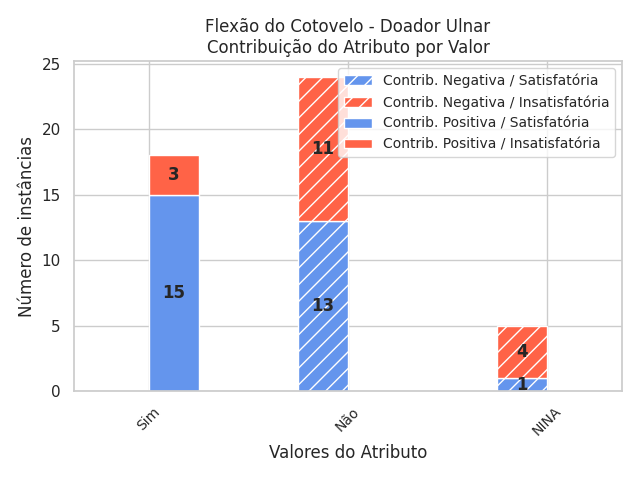 Flexão do Cotovelo - Doador Ulnar
Contribuição do Atributo por Valor
Contrib. Negativa / Satisfatória
Contrib. Negativa / Insatisfatória
Contrib. Positiva / Satisfatória
Contrib. Positiva / Insatisfatória
Número de instâncias
25
20
15
10
5
0
3
15
11
13
4
1
Sim
Não
NINA
Valores do Atributo